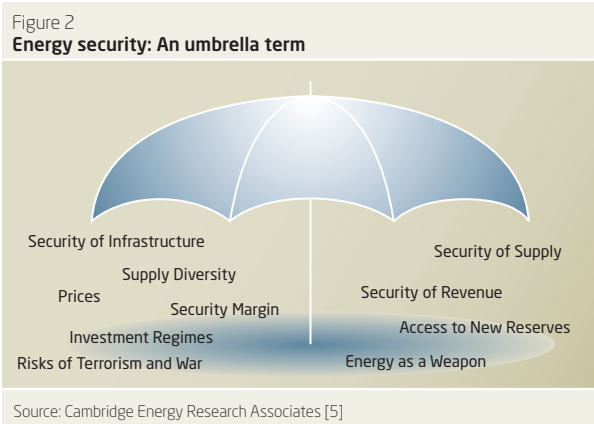 Figure 2
Energy security: An umbrella term
Security of Infrastructure
Supply Diversity
Prices
Security Margin
Investment Regimes
Risks of Terrorism and War
Security of Supply
Security of Revenue
Access to New Reserves
Energy as a Weapon
Source: Cambridge Energy Research Associates [5]